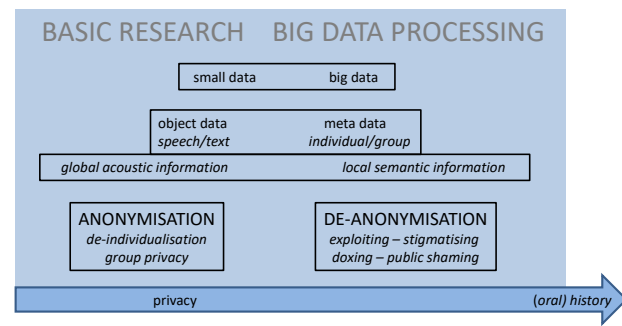 BASIC RESEARCH BIG DATA PROCESSING
small data big data
object data meta data
speech/text individual/group
global acoustic information local semantic information
ANONYMISATION DE-ANONYMISATION
de-individualisation exploiting – stigmatising
group privacy doxing – public shaming
privacy (oral) history